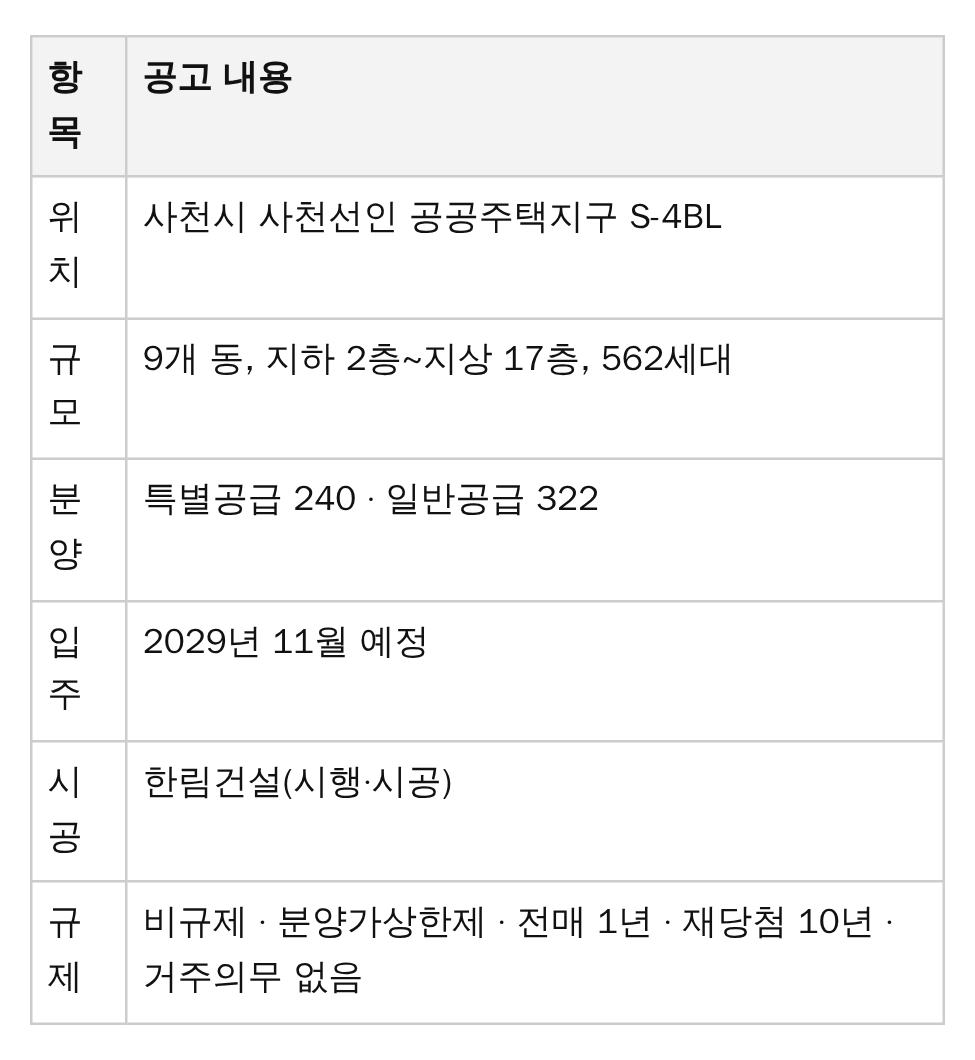 항
목
공고 내용
위
치
사천시 사천선인 공공주택지구 S-4BL
규
모
9개 동, 지하 2층~지상 17층, 562세대
분
양
특별공급 240 · 일반공급 322
입
주
2029년 11월 예정
시
공
한림건설(시행·시공)
규
제
비규제 · 분양가상한제 · 전매 1년 · 재당첨 10년 ·
거주의무 없음